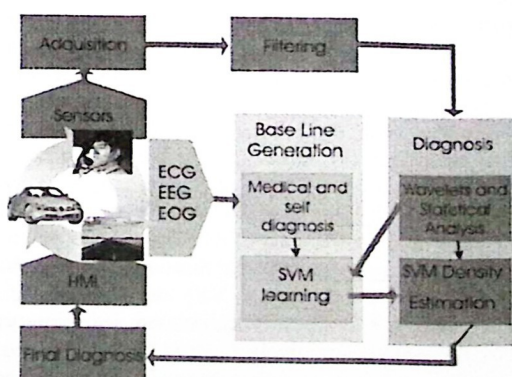 Adquisition
Filtering
Sensors
ECG
EEG
EOG
Base Line
Generation
Medical and
self
diagnosis
SVM
learning
Diagnosis
Wavelets and
Statistical
Analysis
SVM Density
Estimation
HMI
Final Diagnosis